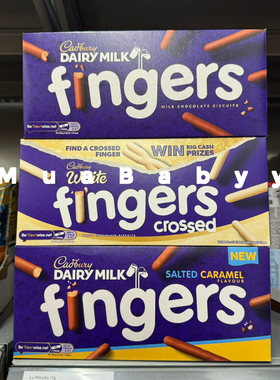 Cadbury
DAIRY MILK
fingers
MILK CHOCOLATE BISCUITS
FIND A CROSSED
FINGER
WIN BIG CASH
PRIZES
Cadbury
White
MuaBabyy
fingers
crossed
Cadbury
DAIRY MILK
NEW
SALTED CARAMEL
FLAVOUR
fingers